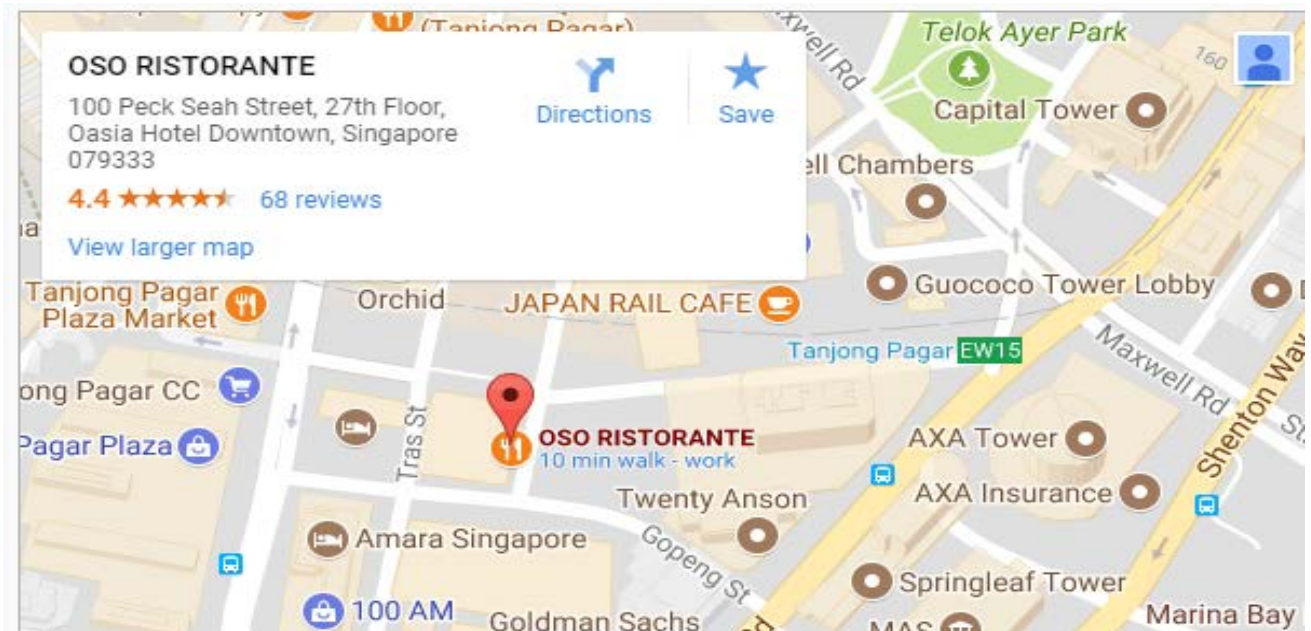 (Tanjong Pagar)
OSO RISTORANTE
100 Peck Seah Street, 27th Floor,
Oasia Hotel Downtown, Singapore
079333
4.4 68 reviews
View larger map
Directions
Save
Maxwell Rd
Telok Ayer Park
160
Capital Tower
ell Chambers
Guococo Tower Lobby
Tanjong Pagar
Plaza Market
Orchid
JAPAN RAIL CAFE
Tanjong Pagar EW15
Maxwell Rd
Shenton Way
ong Pagar CC
Pagar Plaza
Tras St
OSO RISTORANTE
10 min walk - work
AXA Tower
AXA Insurance
Twenty Anson
Amara Singapore
Gopeng St
Springleaf Tower
100 AM
Goldman Sachs
MAS
Marina Bay